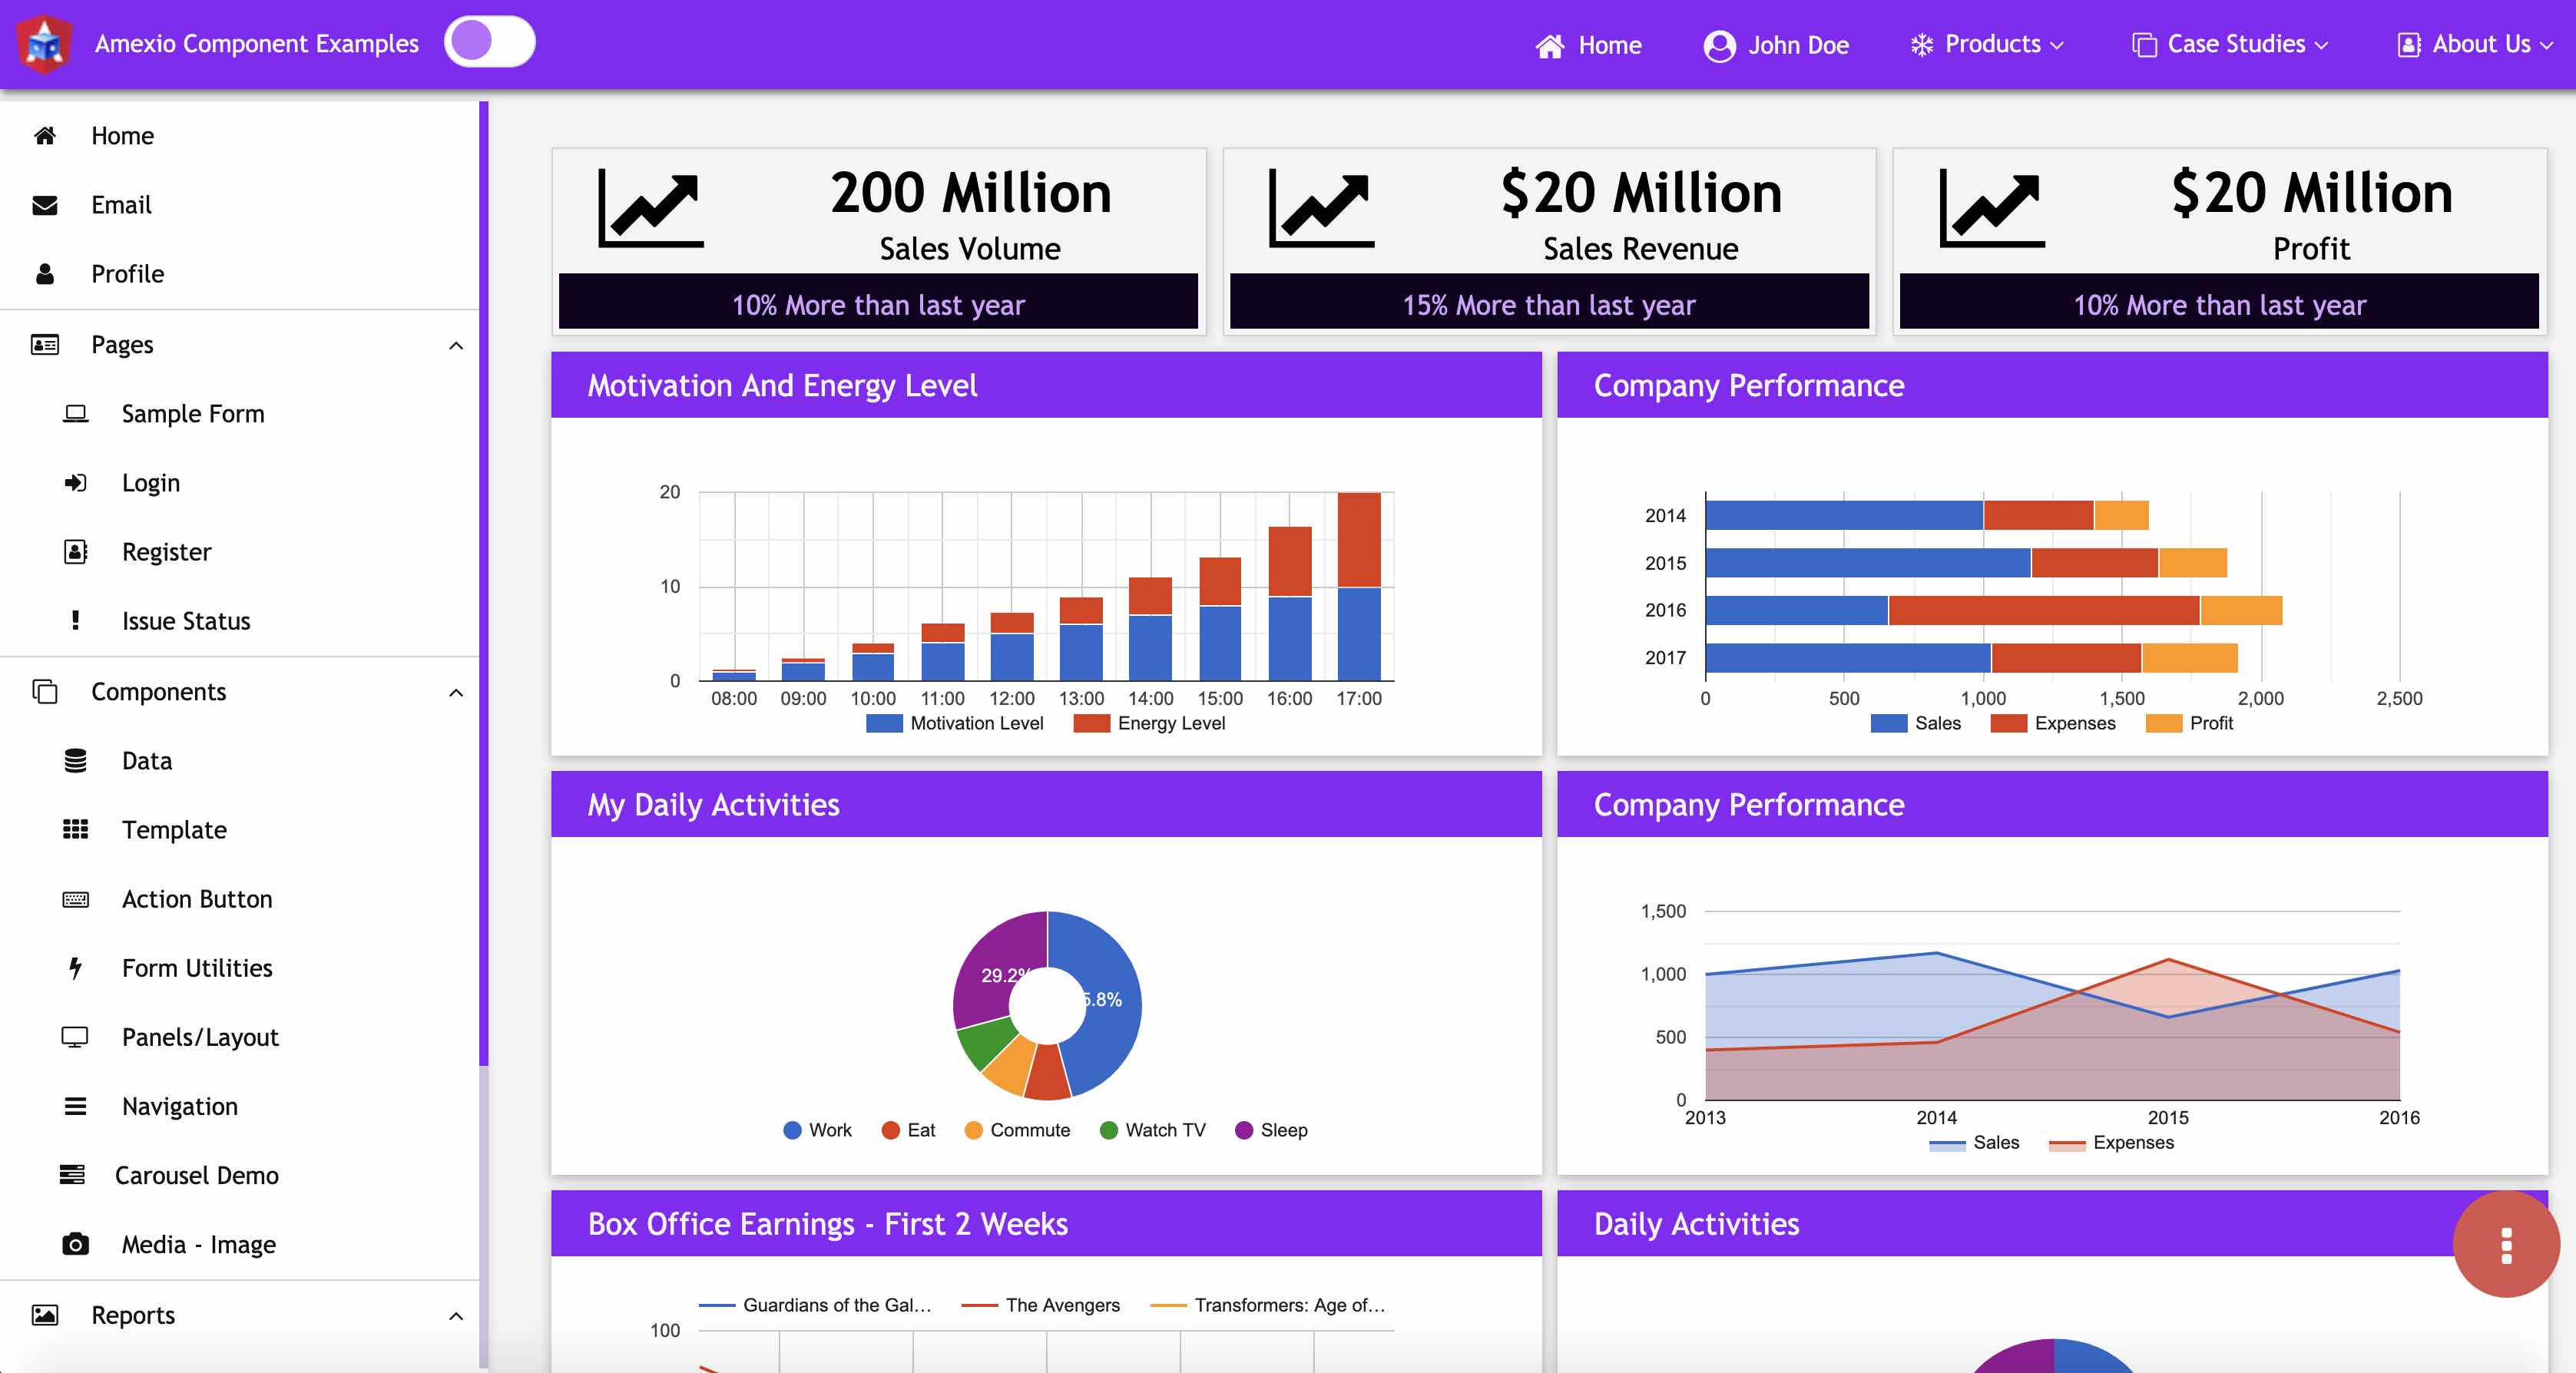 Amexio Component Examples
Home
John Doe
Products
Case Studies
About Us
Home
Email
Profile
Pages
Sample Form
Login
Register
Issue Status
Components
Data
Template
Action Button
Form Utilities
Panels/Layout
Navigation
Carousel Demo
Media - Image
Reports
200 Million
Sales Volume
10% More than last year
$20 Million
Sales Revenue
15% More than last year
$20 Million
Profit
10% More than last year
Motivation And Energy Level
20
10
0
08:00 09:00 10:00 11:00 12:00 13:00 14:00 15:00 16:00 17:00
Motivation Level Energy Level
Company Performance
2014
2015
2016
2017
0 500 1,000 1,500 2,000 2,500
Sales Expenses Profit
My Daily Activities
29.2%
5.8%
Work Eat Commute Watch TV Sleep
Company Performance
1,500
1,000
500
0
2013 2014 2015 2016
Sales Expenses
Box Office Earnings - First 2 Weeks
Guardians of the Gal... The Avengers Transformers: Age of...
100
Daily Activities